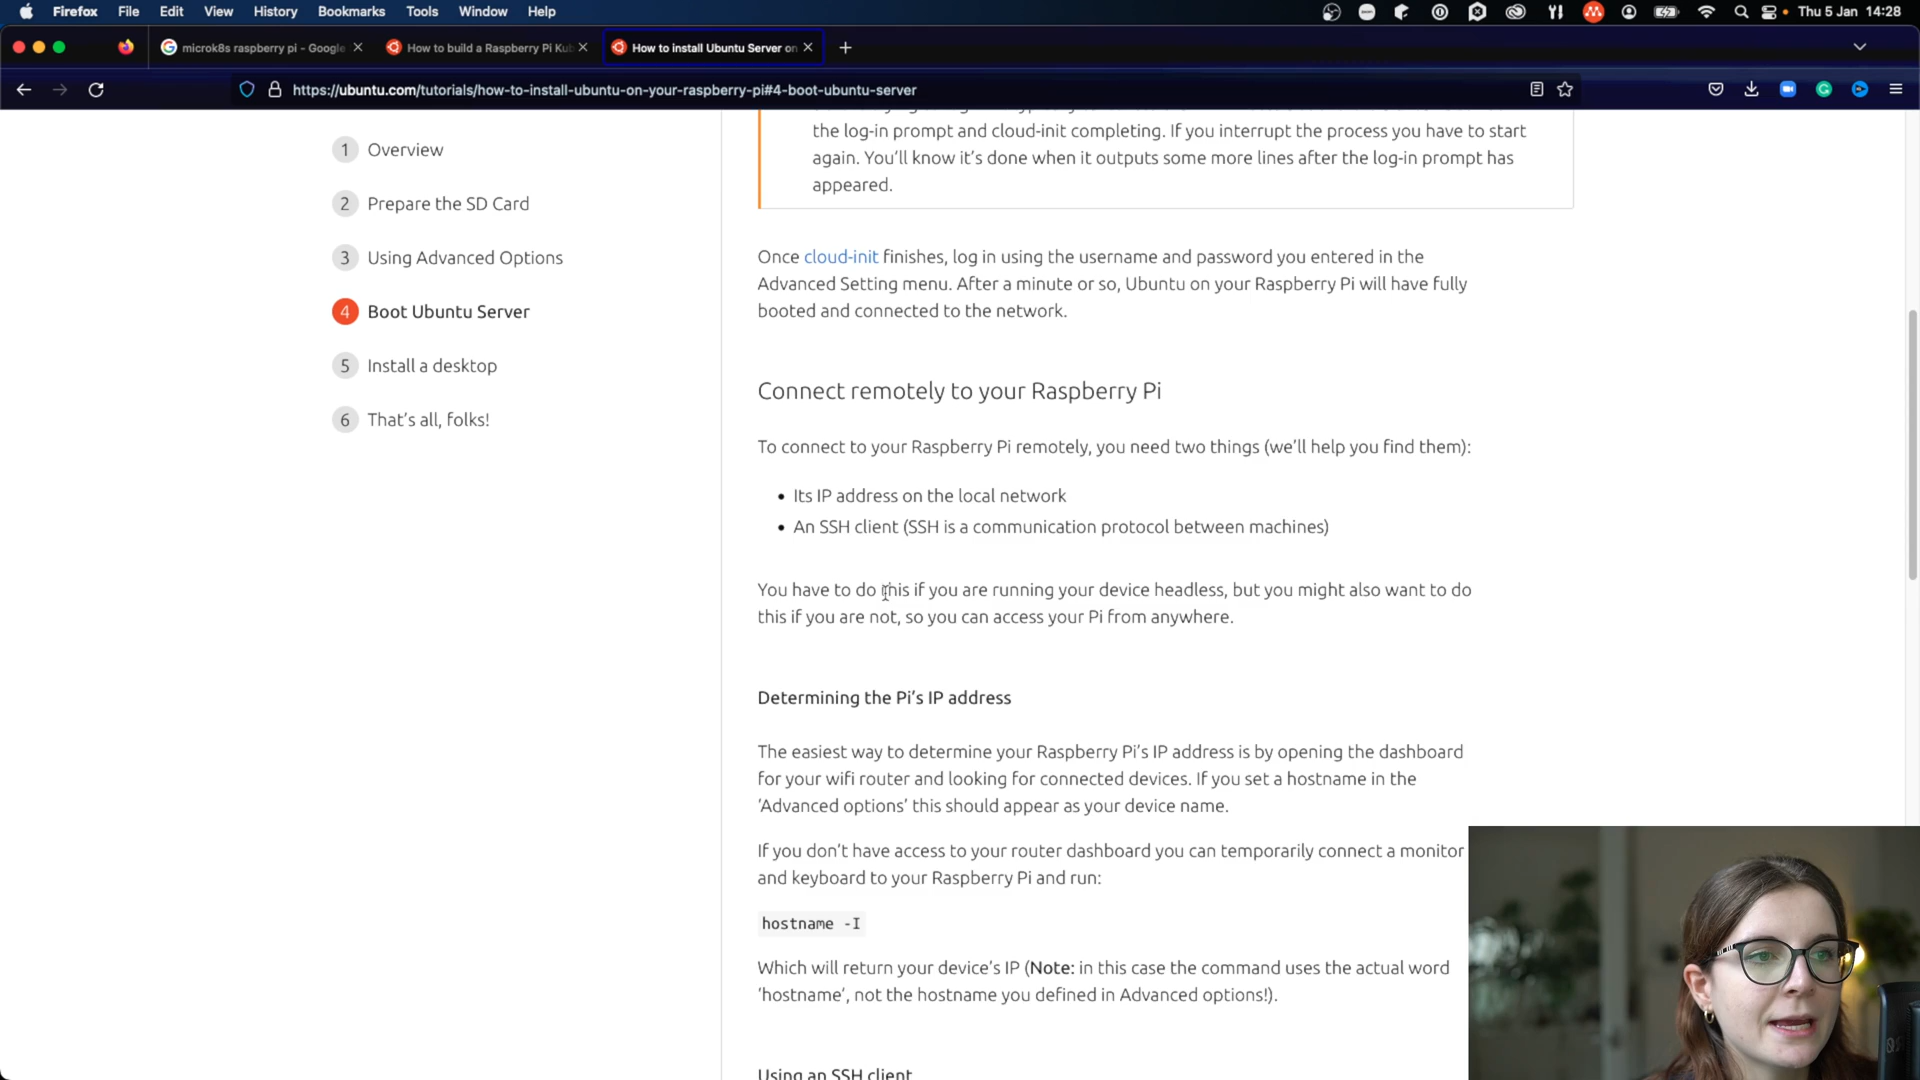 Firefox File Edit View History Bookmarks Tools Window Help Thu 5 Jan 14:28
microk8s raspberry pi - Google
How to build a Raspberry Pi Kub
How to install Ubuntu Server on
https://ubuntu.com/tutorials/how-to-install-ubuntu-on-your-raspberry-pi#4-boot-ubuntu-server
1 Overview
2 Prepare the SD Card
3 Using Advanced Options
4 Boot Ubuntu Server
5 Install a desktop
6 That's all, folks!
the log-in prompt and cloud-init completing. If you interrupt the process you have to start
again. You'll know it's done when it outputs some more lines after the log-in prompt has
appeared.
Once cloud-init finishes, log in using the username and password you entered in the
Advanced Setting menu. After a minute or so, Ubuntu on your Raspberry Pi will have fully
booted and connected to the network.
Connect remotely to your Raspberry Pi
To connect to your Raspberry Pi remotely, you need two things (we'll help you find them):
• Its IP address on the local network
• An SSH client (SSH is a communication protocol between machines)
You have to do this if you are running your device headless, but you might also want to do
this if you are not, so you can access your Pi from anywhere.
Determining the Pi's IP address
The easiest way to determine your Raspberry Pi's IP address is by opening the dashboard
for your wifi router and looking for connected devices. If you set a hostname in the
'Advanced options' this should appear as your device name.
If you don't have access to your router dashboard you can temporarily connect a monitor
and keyboard to your Raspberry Pi and run:
hostname -I
Which will return your device's IP (Note: in this case the command uses the actual word
'hostname', not the hostname you defined in Advanced options!).
Using an SSH client